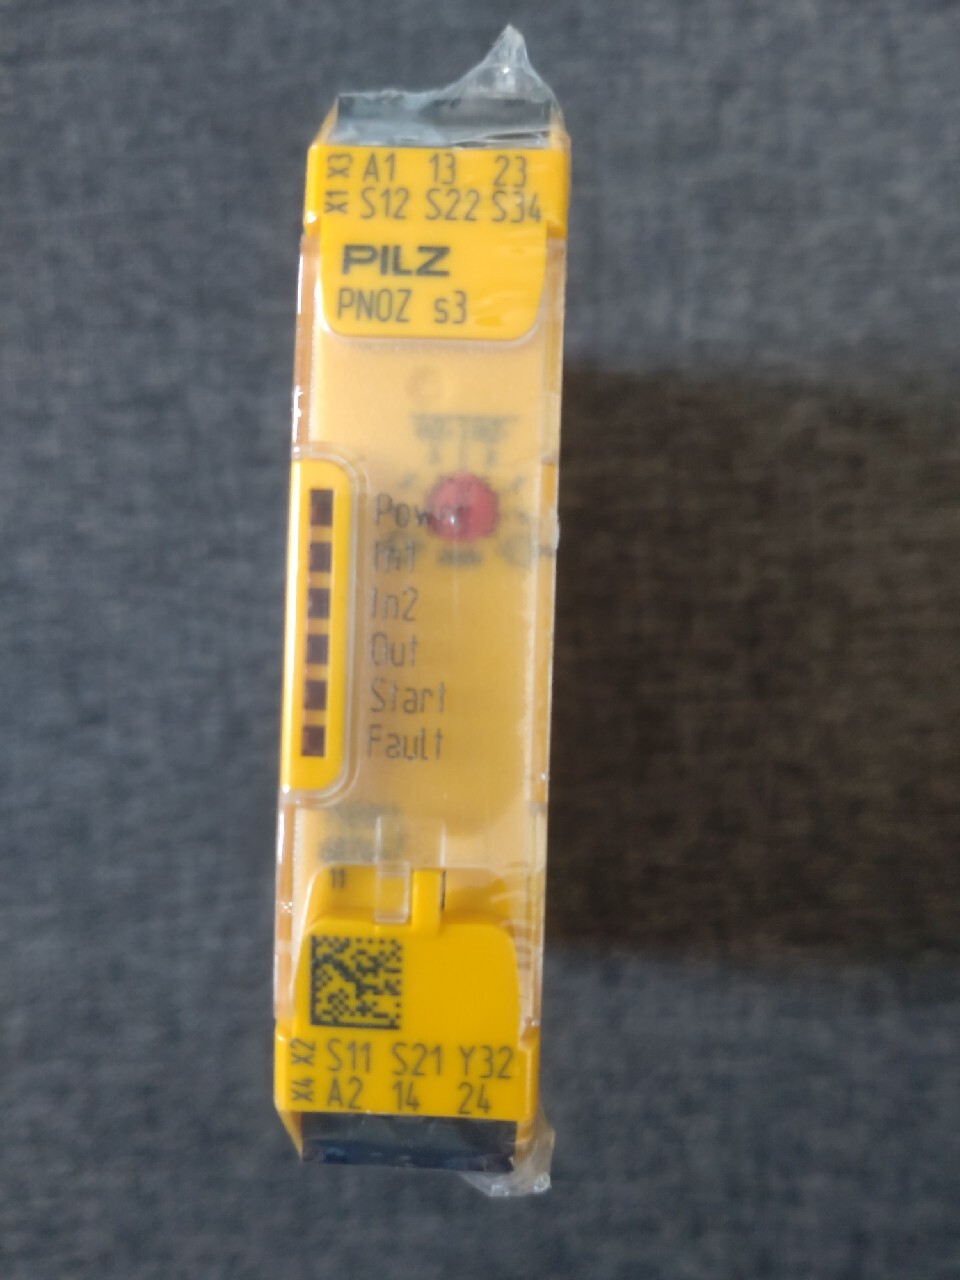 X3 A1 13 23
X1 S12 S22 S34
PILZ
PNOZ s3
Power
In1
In2
Out
Start
Fault
11
X2 S11 S21 Y32
X4 A2 14 24